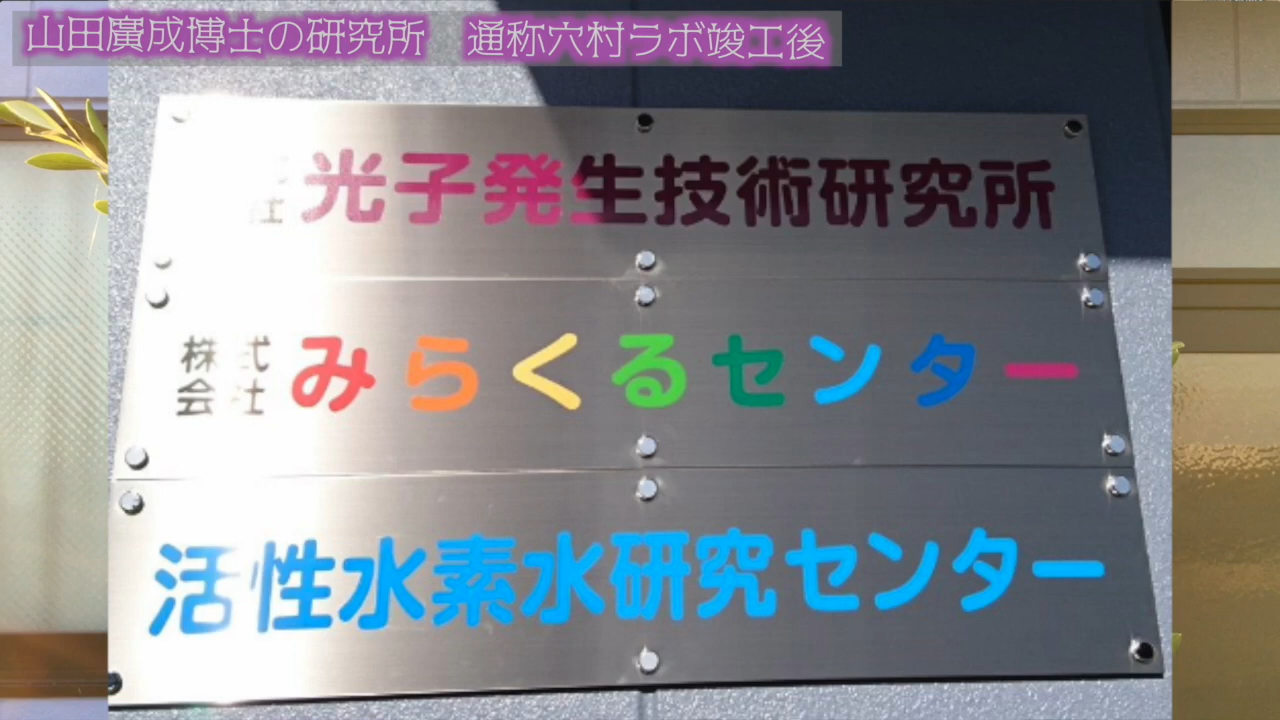 山田廣成博士の研究所 通称穴村ラボ竣工後
社 光子発生技術研究所
株式会社 みらくるセンター
活性水素水研究センター